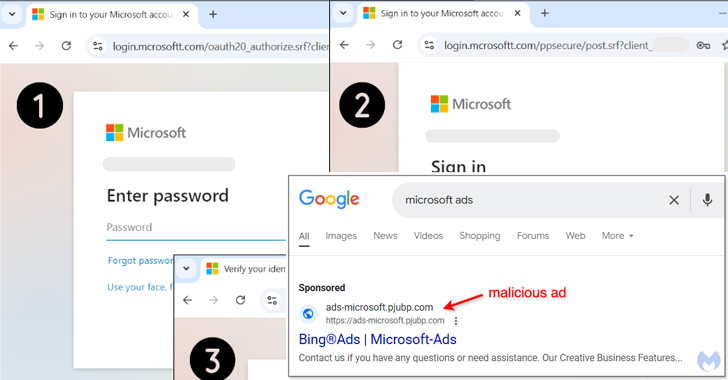 Sign in to your Microsoft accou
login.mcrosoftt.com/oauth20_authorize.srf?clier
1
Microsoft
Enter password
Password
Forgot passwor
Use your face, f
Sign in to your Microsoft accou
login.mcrosoftt.com/ppsecure/post.srf?client_
2
Microsoft
Sign in
Verify your iden
3
Google
microsoft ads
All Images News Videos Shopping Forums Web More
Sponsored
ads-microsoft.pjubp.com
malicious ad
https://ads-microsoft.pjubp.com
Bing®Ads | Microsoft-Ads
Contact us if you have any questions or need assistance. Our Creative Business Features...